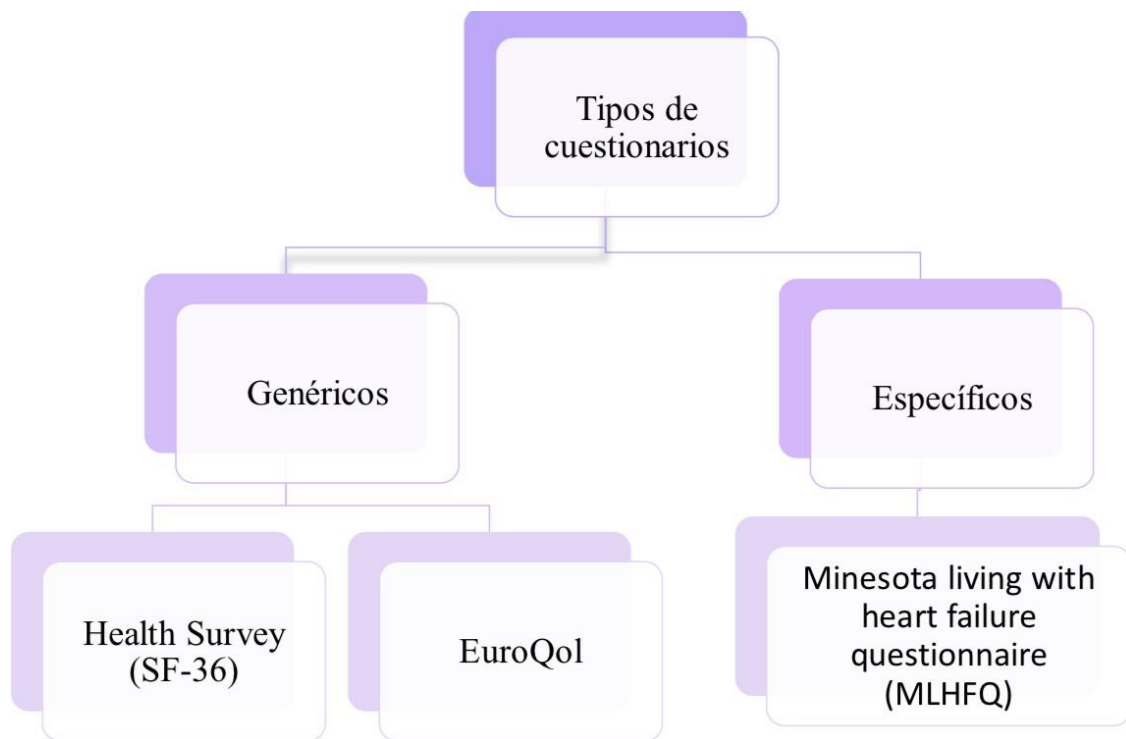 Tipos de
cuestionarios
Genéricos
Específicos
Health Survey
(SF-36)
EuroQol
Minesota living with
heart failure
questionnaire
(MLHFQ)